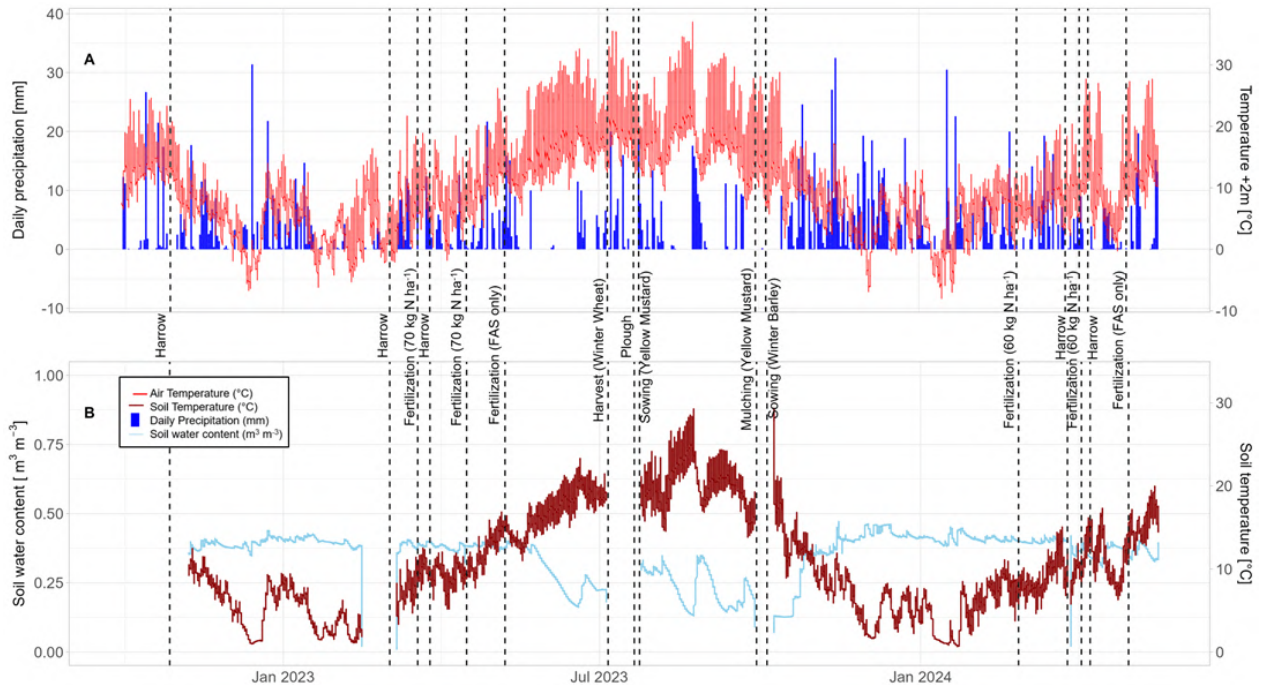 A
Daily precipitation [mm]
40
30
20
10
0
-10
Temperature +2m [°C]
30
20
10
0
-10
Harrow
Harrow
Fertilization (70 kg N ha⁻¹)
Harrow
Fertilization (70 kg N ha⁻¹)
Fertilization (FAS only)
Harvest (Winter Wheat)
Plough
Sowing (Yellow Mustard)
Mulching (Yellow Mustard)
Sowing (Winter Barley)
Fertilization (60 kg N ha⁻¹)
Harrow
Fertilization (60 kg N ha⁻¹)
Harrow
Fertilization (FAS only)
B
Air Temperature (°C)
Soil Temperature (°C)
Daily Precipitation (mm)
Soil water content (m³ m⁻³)
Soil water content [ m³ m⁻³]
1.00
0.75
0.50
0.25
0.00
Soil temperature [°C]
30
20
10
0
Jan 2023
Jul 2023
Jan 2024